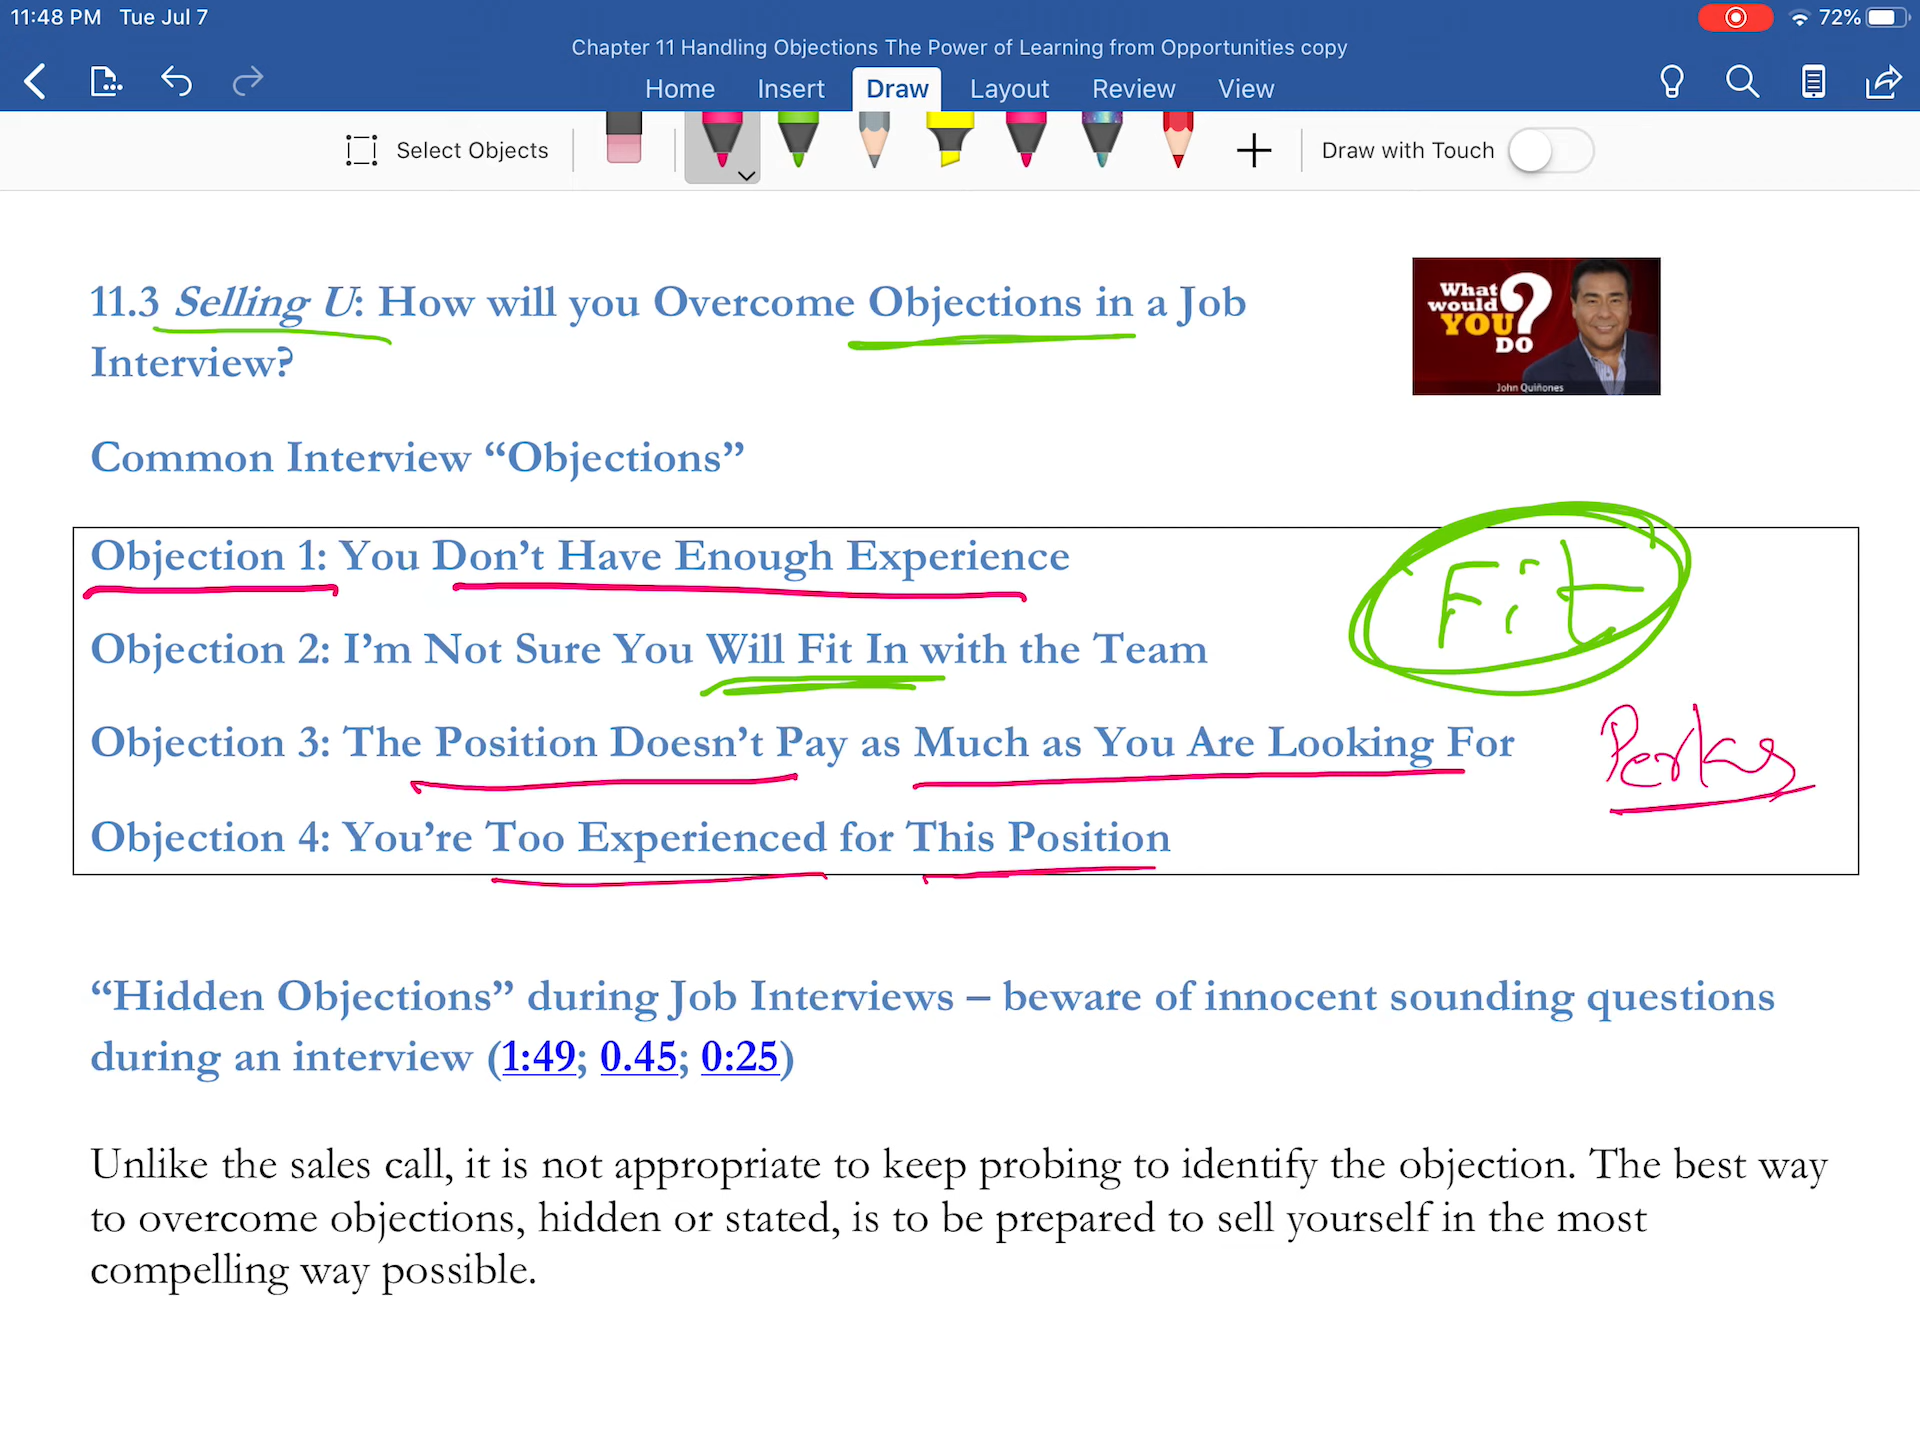 11:48 PM Tue Jul 7
72%
Chapter 11 Handling Objections The Power of Learning from Opportunities copy
Home Insert Draw Layout Review View
Select Objects
Draw with Touch
11.3 Selling U: How will you Overcome Objections in a Job
Interview?
What
would
YOU
DO
?
John Quiñones
Common Interview “Objections”
Objection 1: You Don’t Have Enough Experience
Fit
Objection 2: I’m Not Sure You Will Fit In with the Team
Objection 3: The Position Doesn’t Pay as Much as You Are Looking For
Perks
Objection 4: You’re Too Experienced for This Position
“Hidden Objections” during Job Interviews – beware of innocent sounding questions
during an interview (1:49; 0.45; 0:25)
Unlike the sales call, it is not appropriate to keep probing to identify the objection. The best way
to overcome objections, hidden or stated, is to be prepared to sell yourself in the most
compelling way possible.